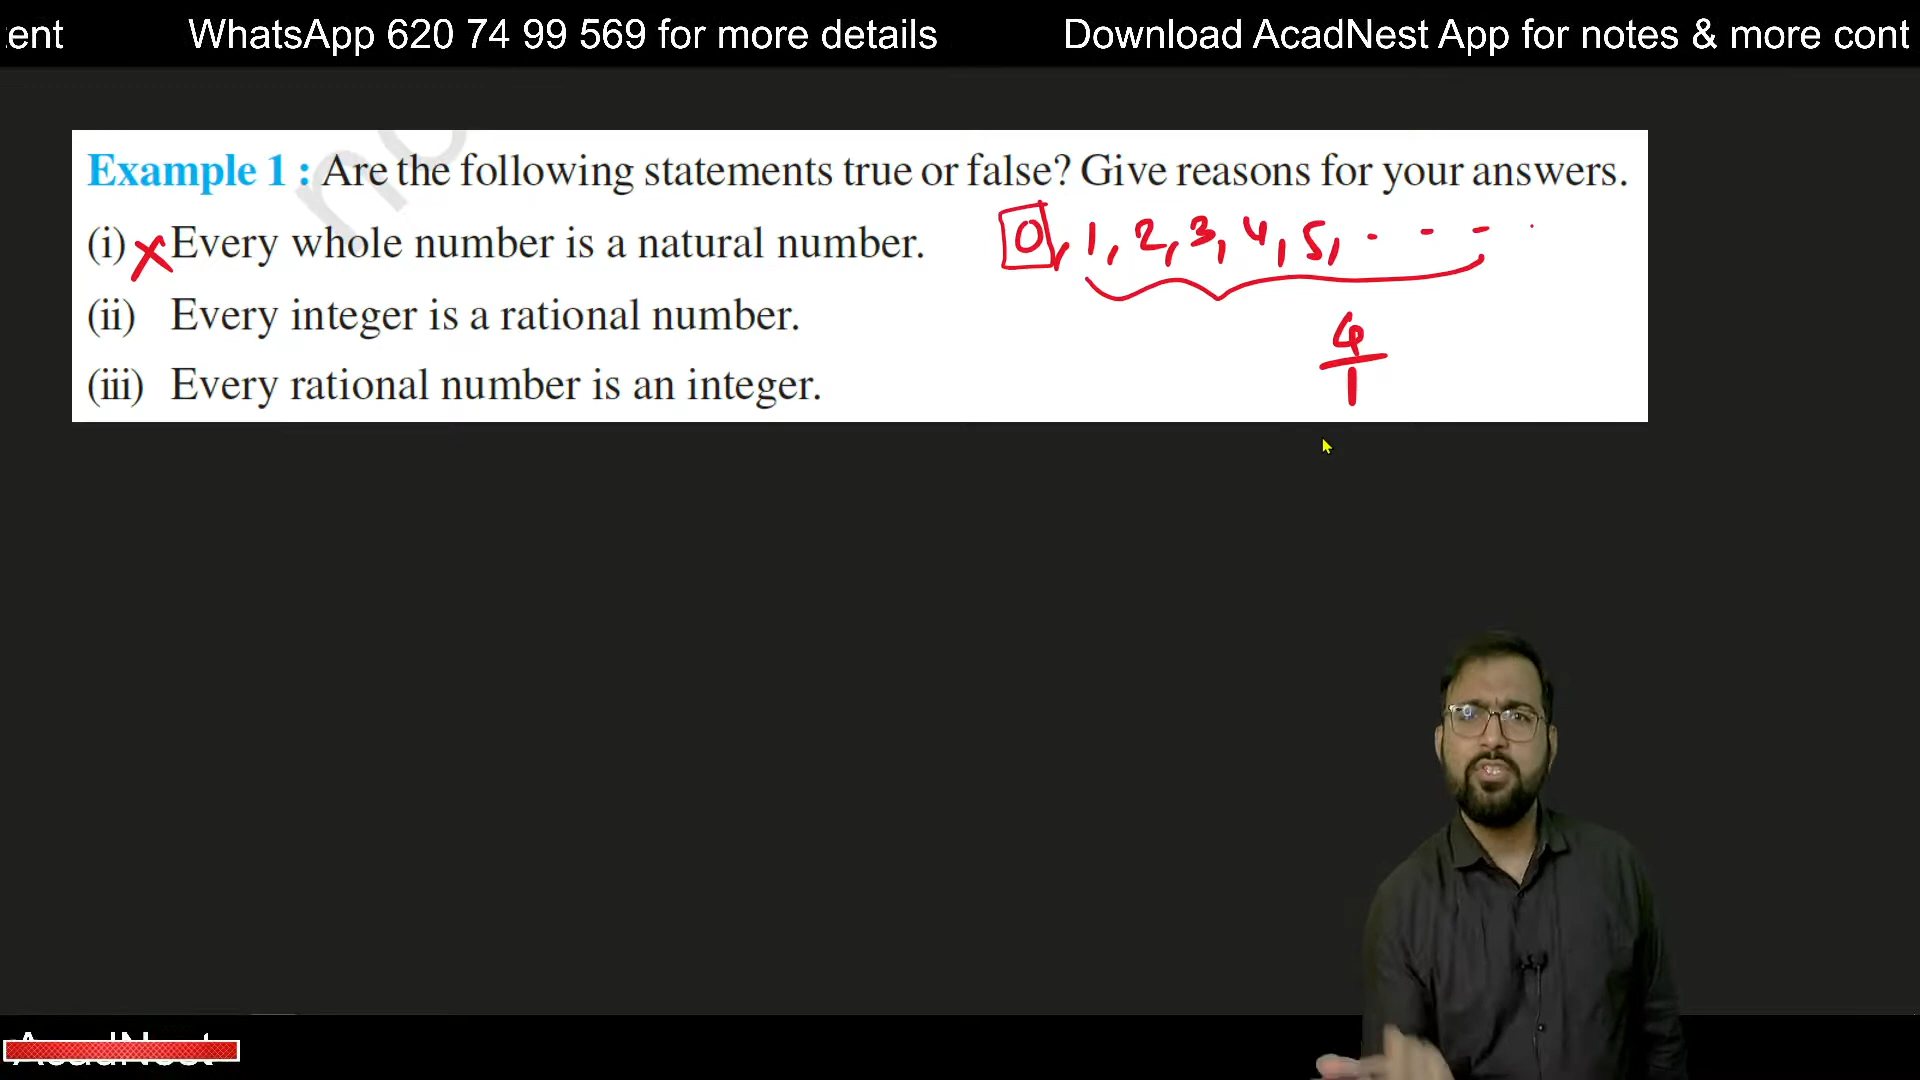 ent WhatsApp 620 74 99 569 for more details Download AcadNest App for notes & more cont
Example 1 : Are the following statements true or false? Give reasons for your answers.
(i) ✗ Every whole number is a natural number. 0, 1, 2, 3, 4, 5, - - - .
(ii) Every integer is a rational number.
4
1
(iii) Every rational number is an integer.
AcadNest